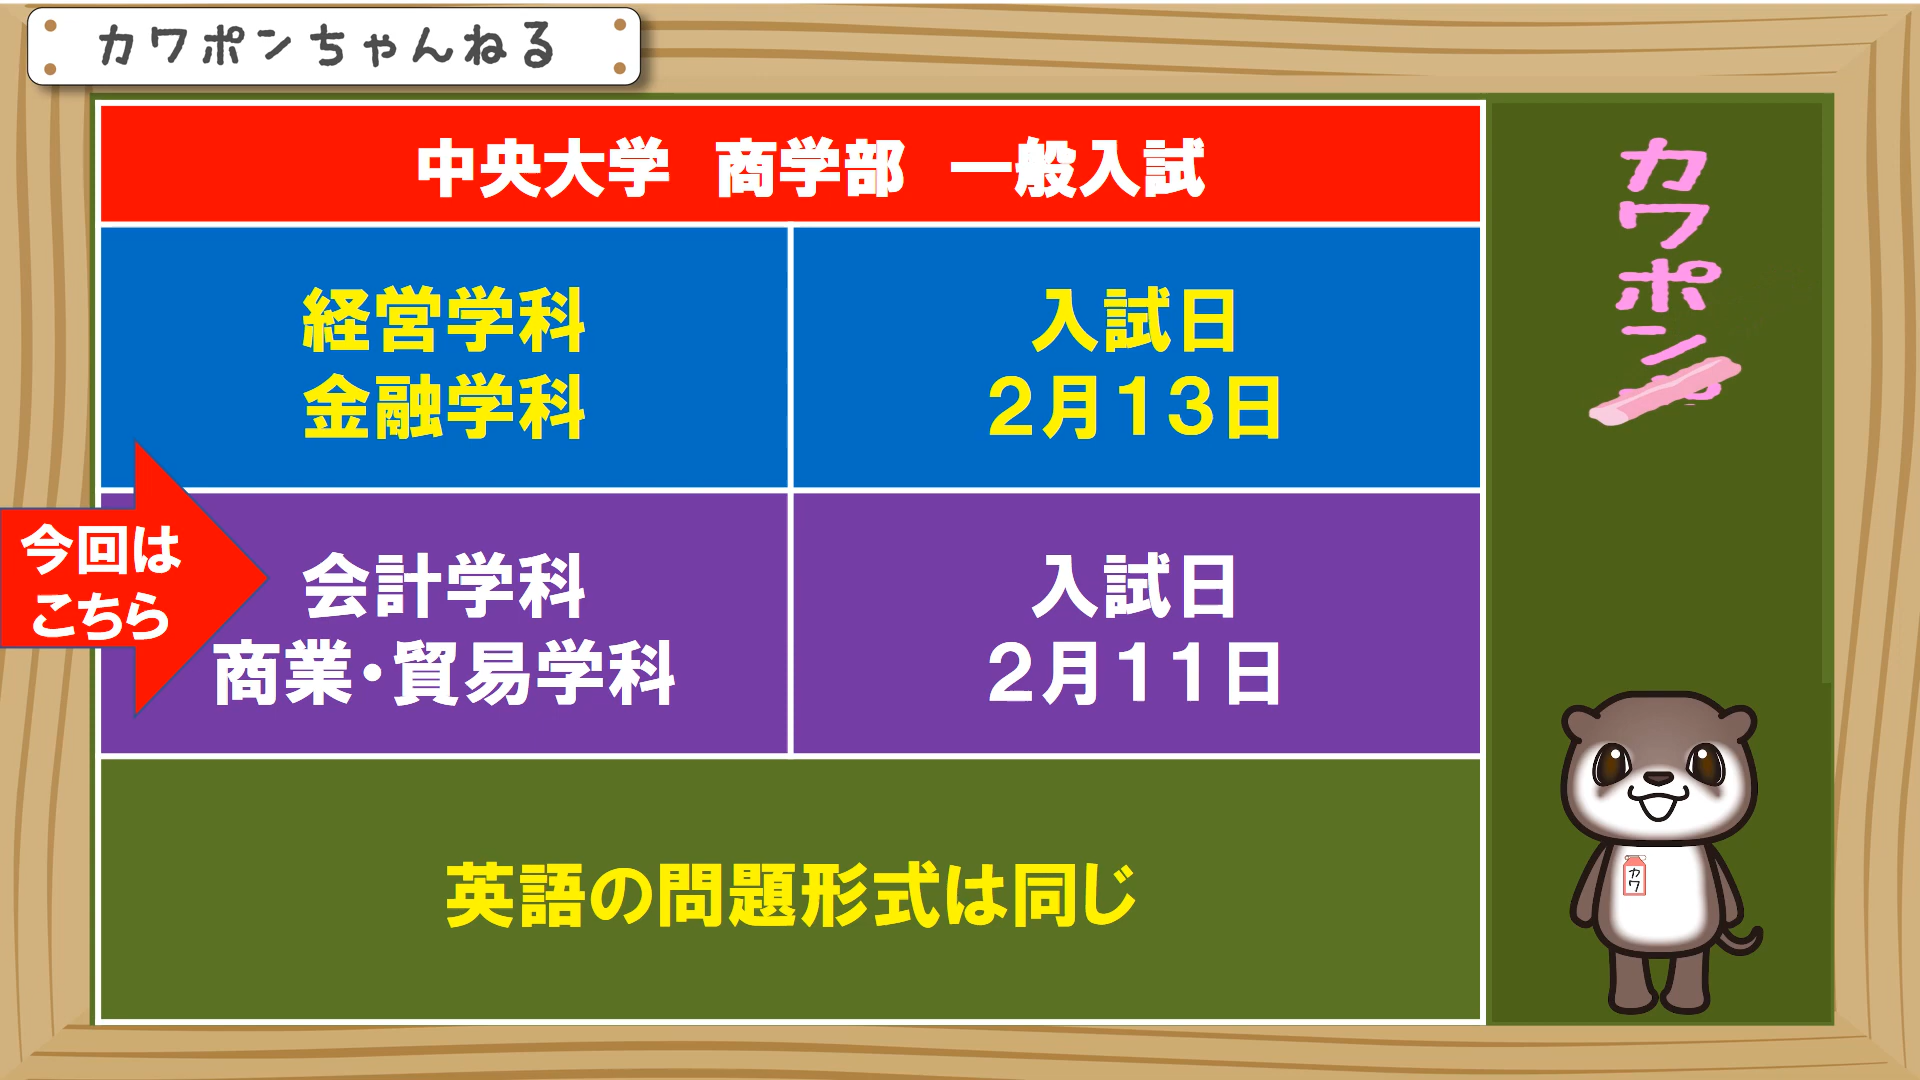 カワポンちゃんねる
中央大学 商学部 一般入試
経営学科
金融学科
入試日
２月１３日
今回は
こちら
会計学科
商業・貿易学科
入試日
２月１１日
英語の問題形式は同じ
カワポン
カワ